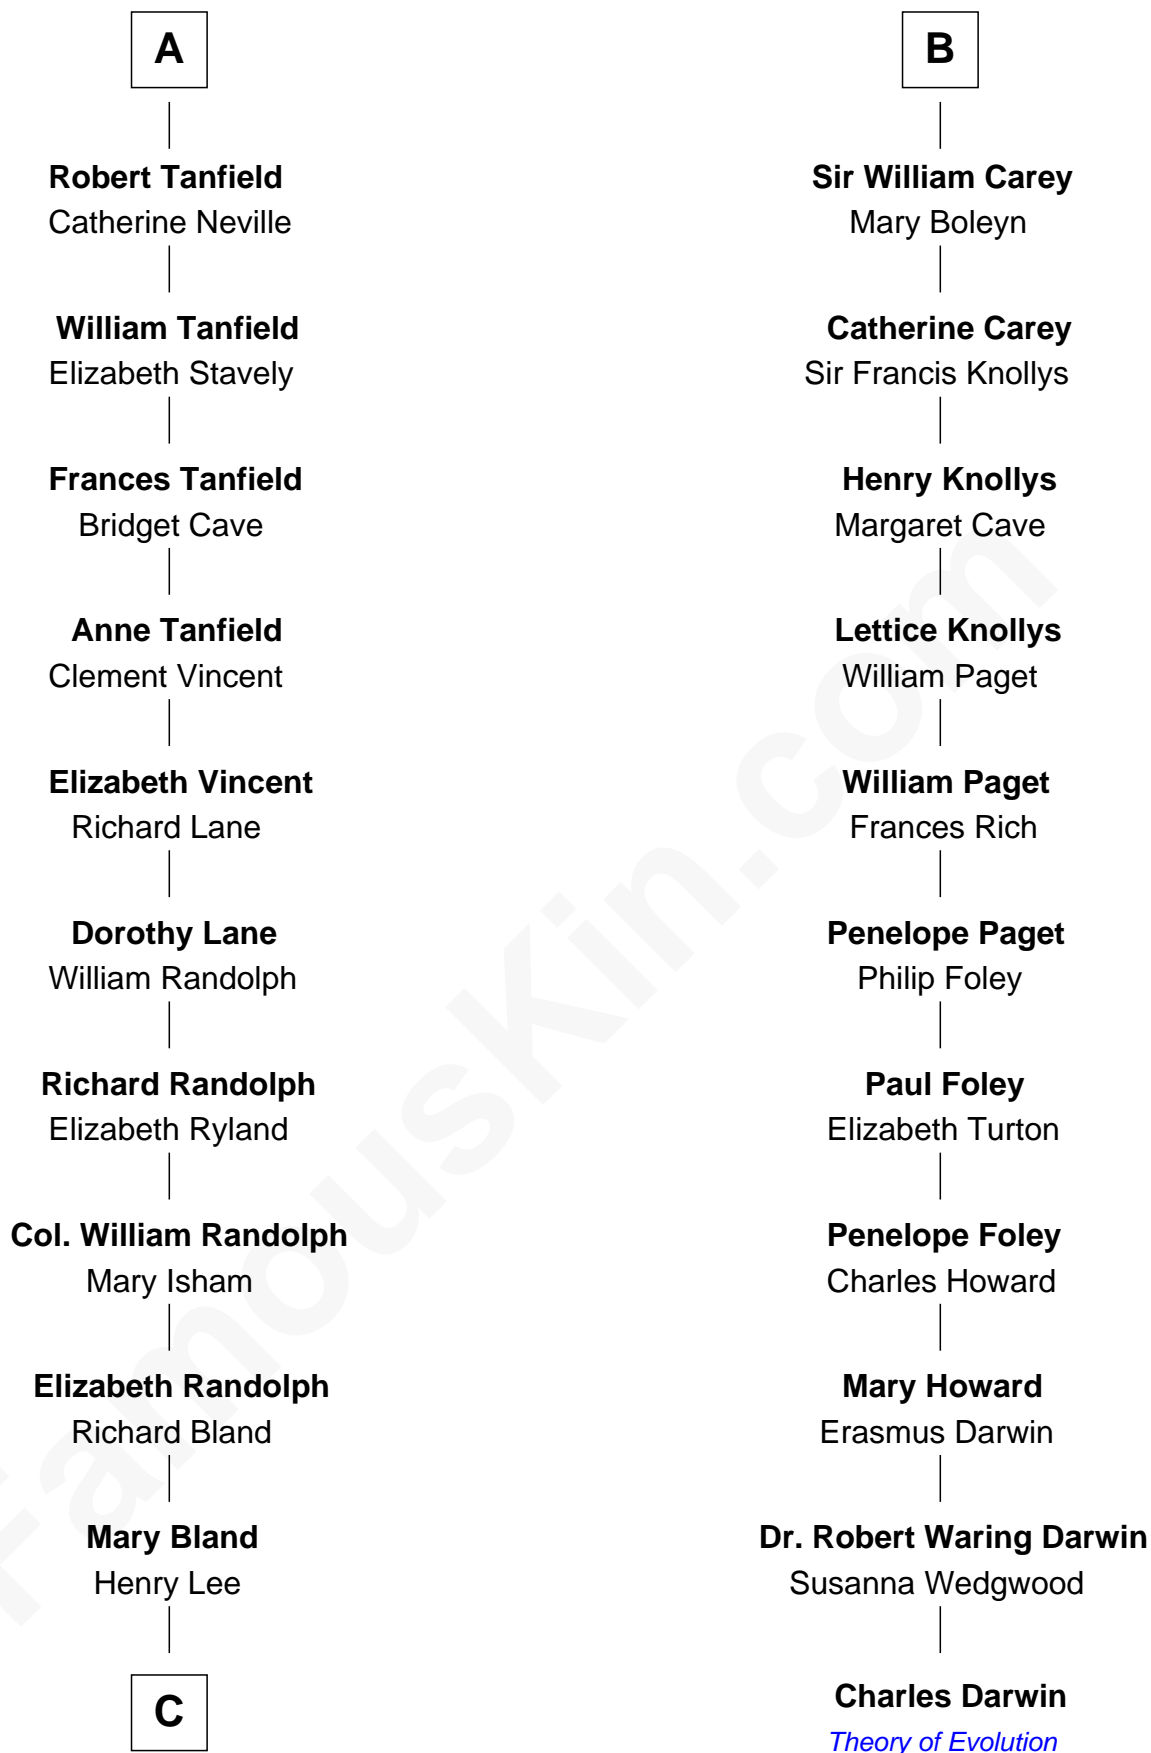 A
Robert Tanfield
Catherine Neville
William Tanfield
Elizabeth Stavely
Frances Tanfield
Bridget Cave
Anne Tanfield
Clement Vincent
Elizabeth Vincent
Richard Lane
Dorothy Lane
William Randolph
Richard Randolph
Elizabeth Ryland
Col. William Randolph
Mary Isham
Elizabeth Randolph
Richard Bland
Mary Bland
Henry Lee
C
B
Sir William Carey
Mary Boleyn
Catherine Carey
Sir Francis Knollys
Henry Knollys
Margaret Cave
Lettice Knollys
William Paget
William Paget
Frances Rich
Penelope Paget
Philip Foley
Paul Foley
Elizabeth Turton
Penelope Foley
Charles Howard
Mary Howard
Erasmus Darwin
Dr. Robert Waring Darwin
Susanna Wedgwood
Charles Darwin
Theory of Evolution
FamousKin.com